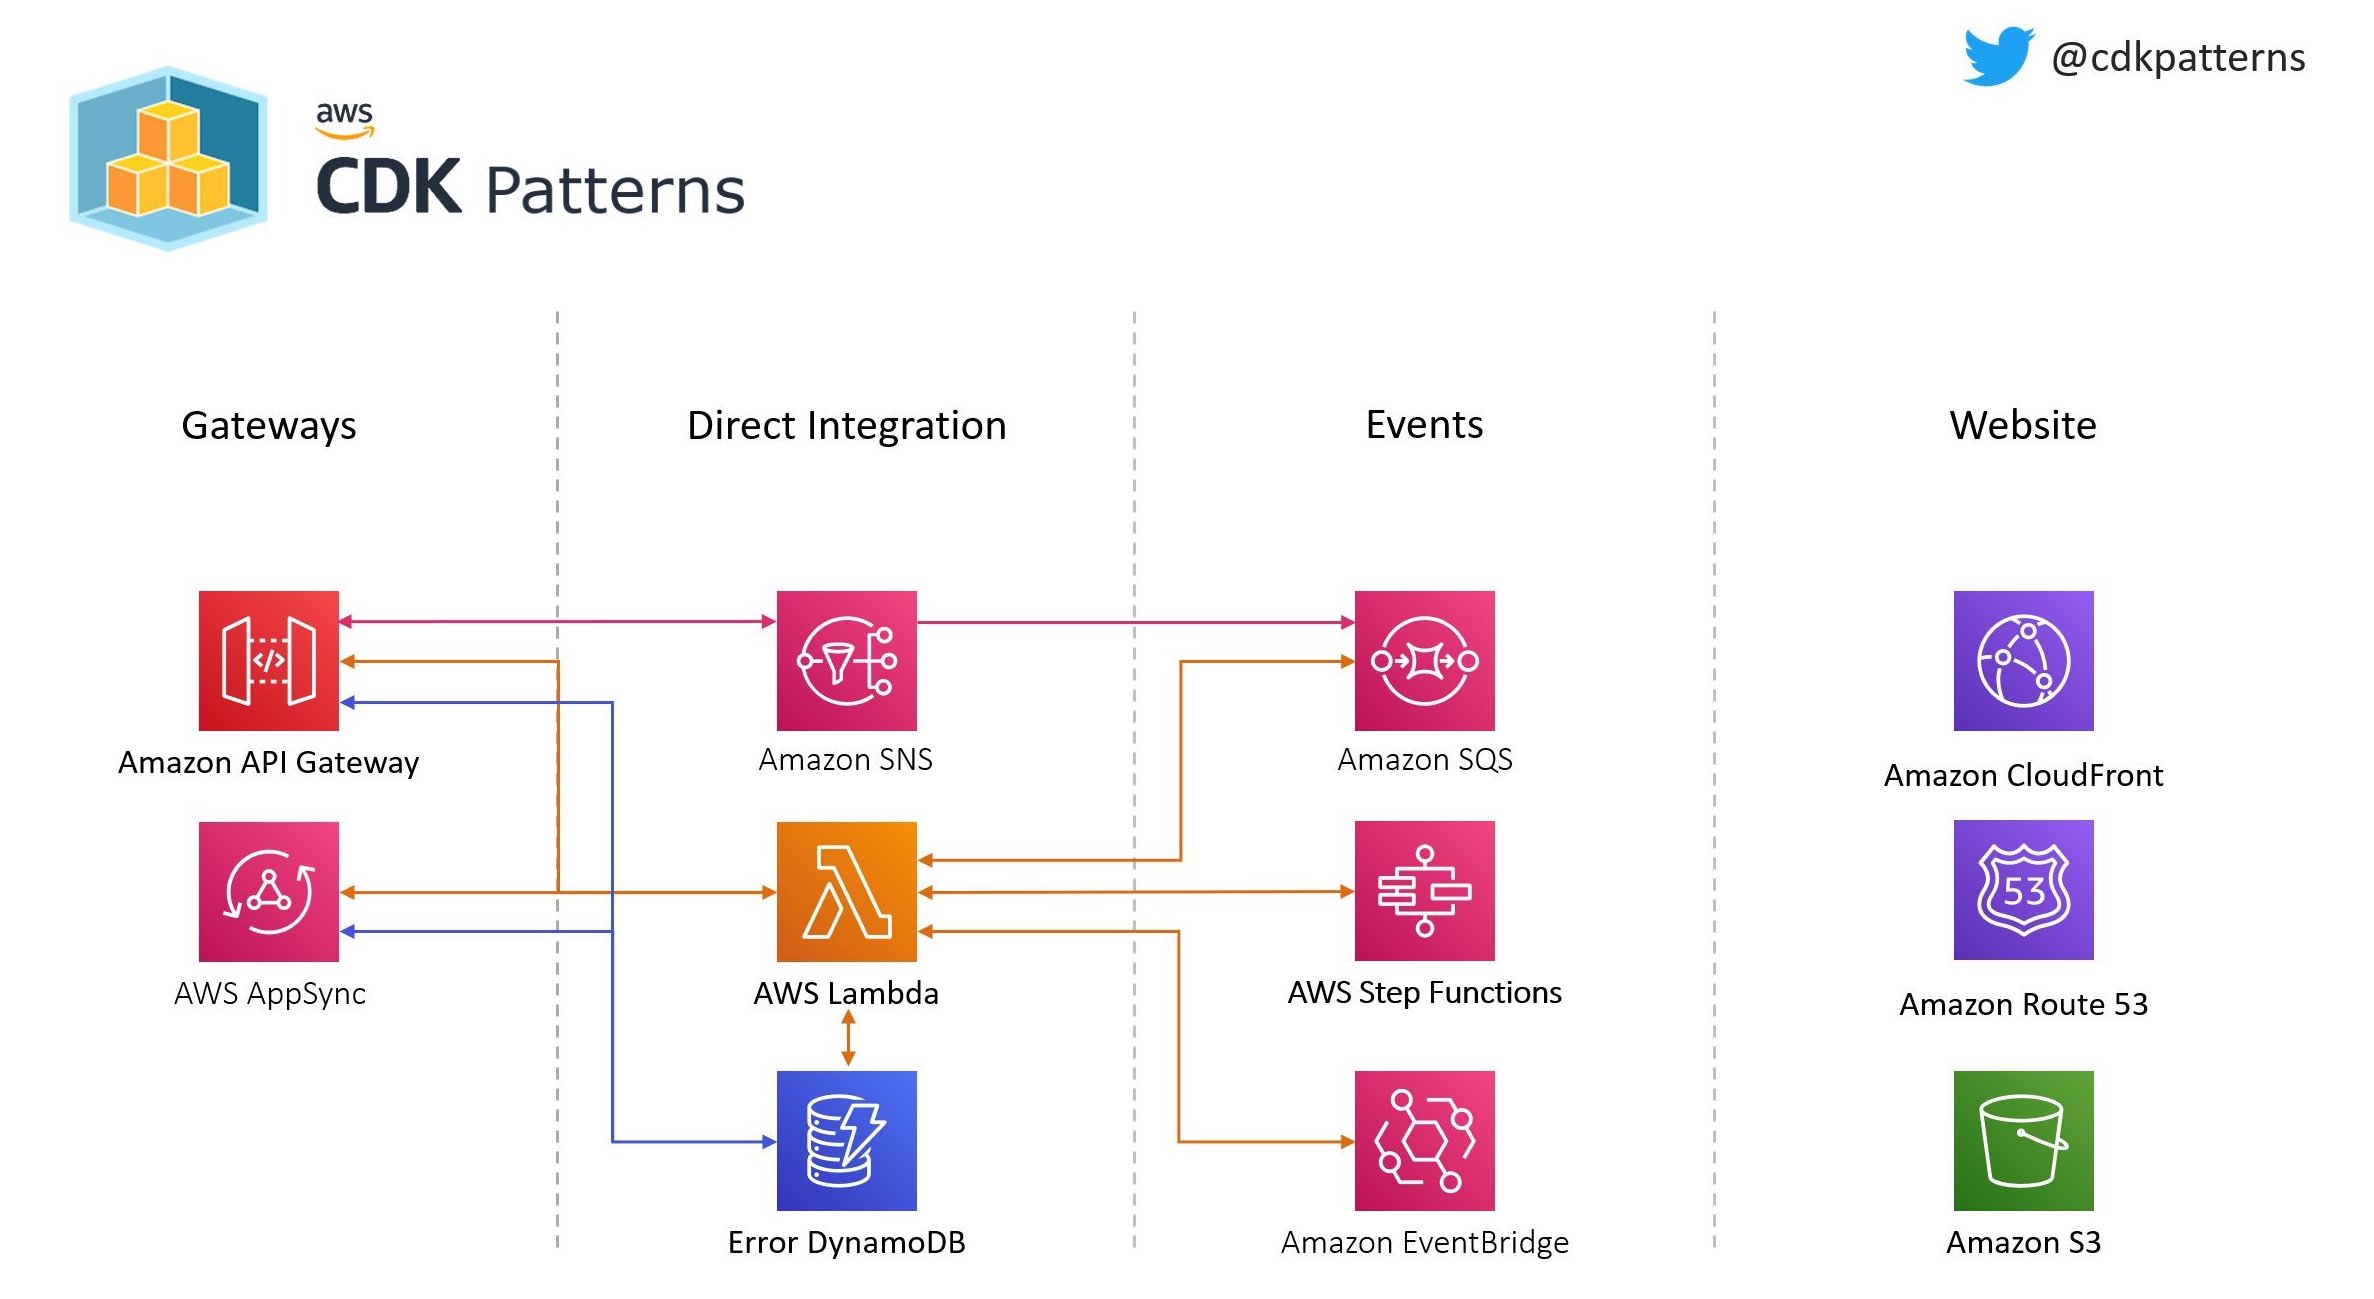 @cdkpatterns
aws
CDK Patterns
Gateways
Direct Integration
Events
Website
</>
Amazon API Gateway
Amazon SNS
Amazon SQS
Amazon CloudFront
53
AWS AppSync
AWS Lambda
AWS Step Functions
Amazon Route 53
Error DynamoDB
Amazon EventBridge
Amazon S3